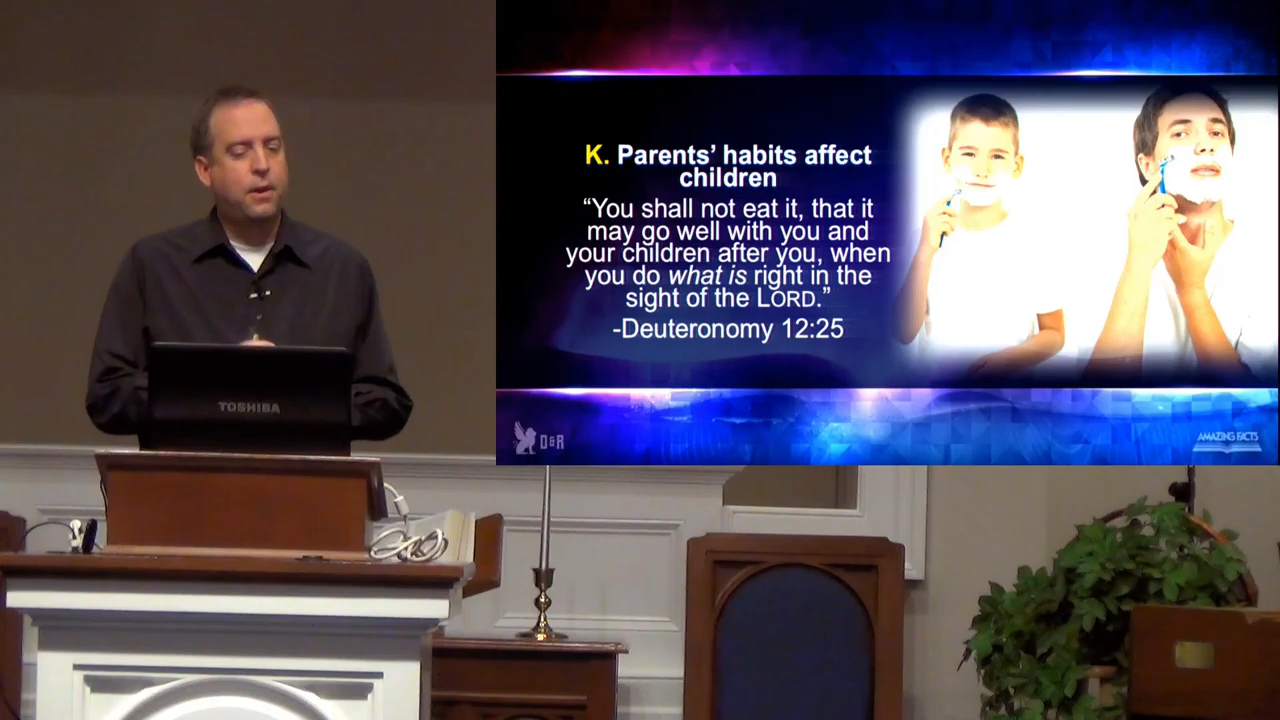 K. Parents’ habits affect
children
“You shall not eat it, that it
may go well with you and
your children after you, when
you do what is right in the
sight of the LORD.”
-Deuteronomy 12:25
D&R
AMAZING FACTS
TOSHIBA